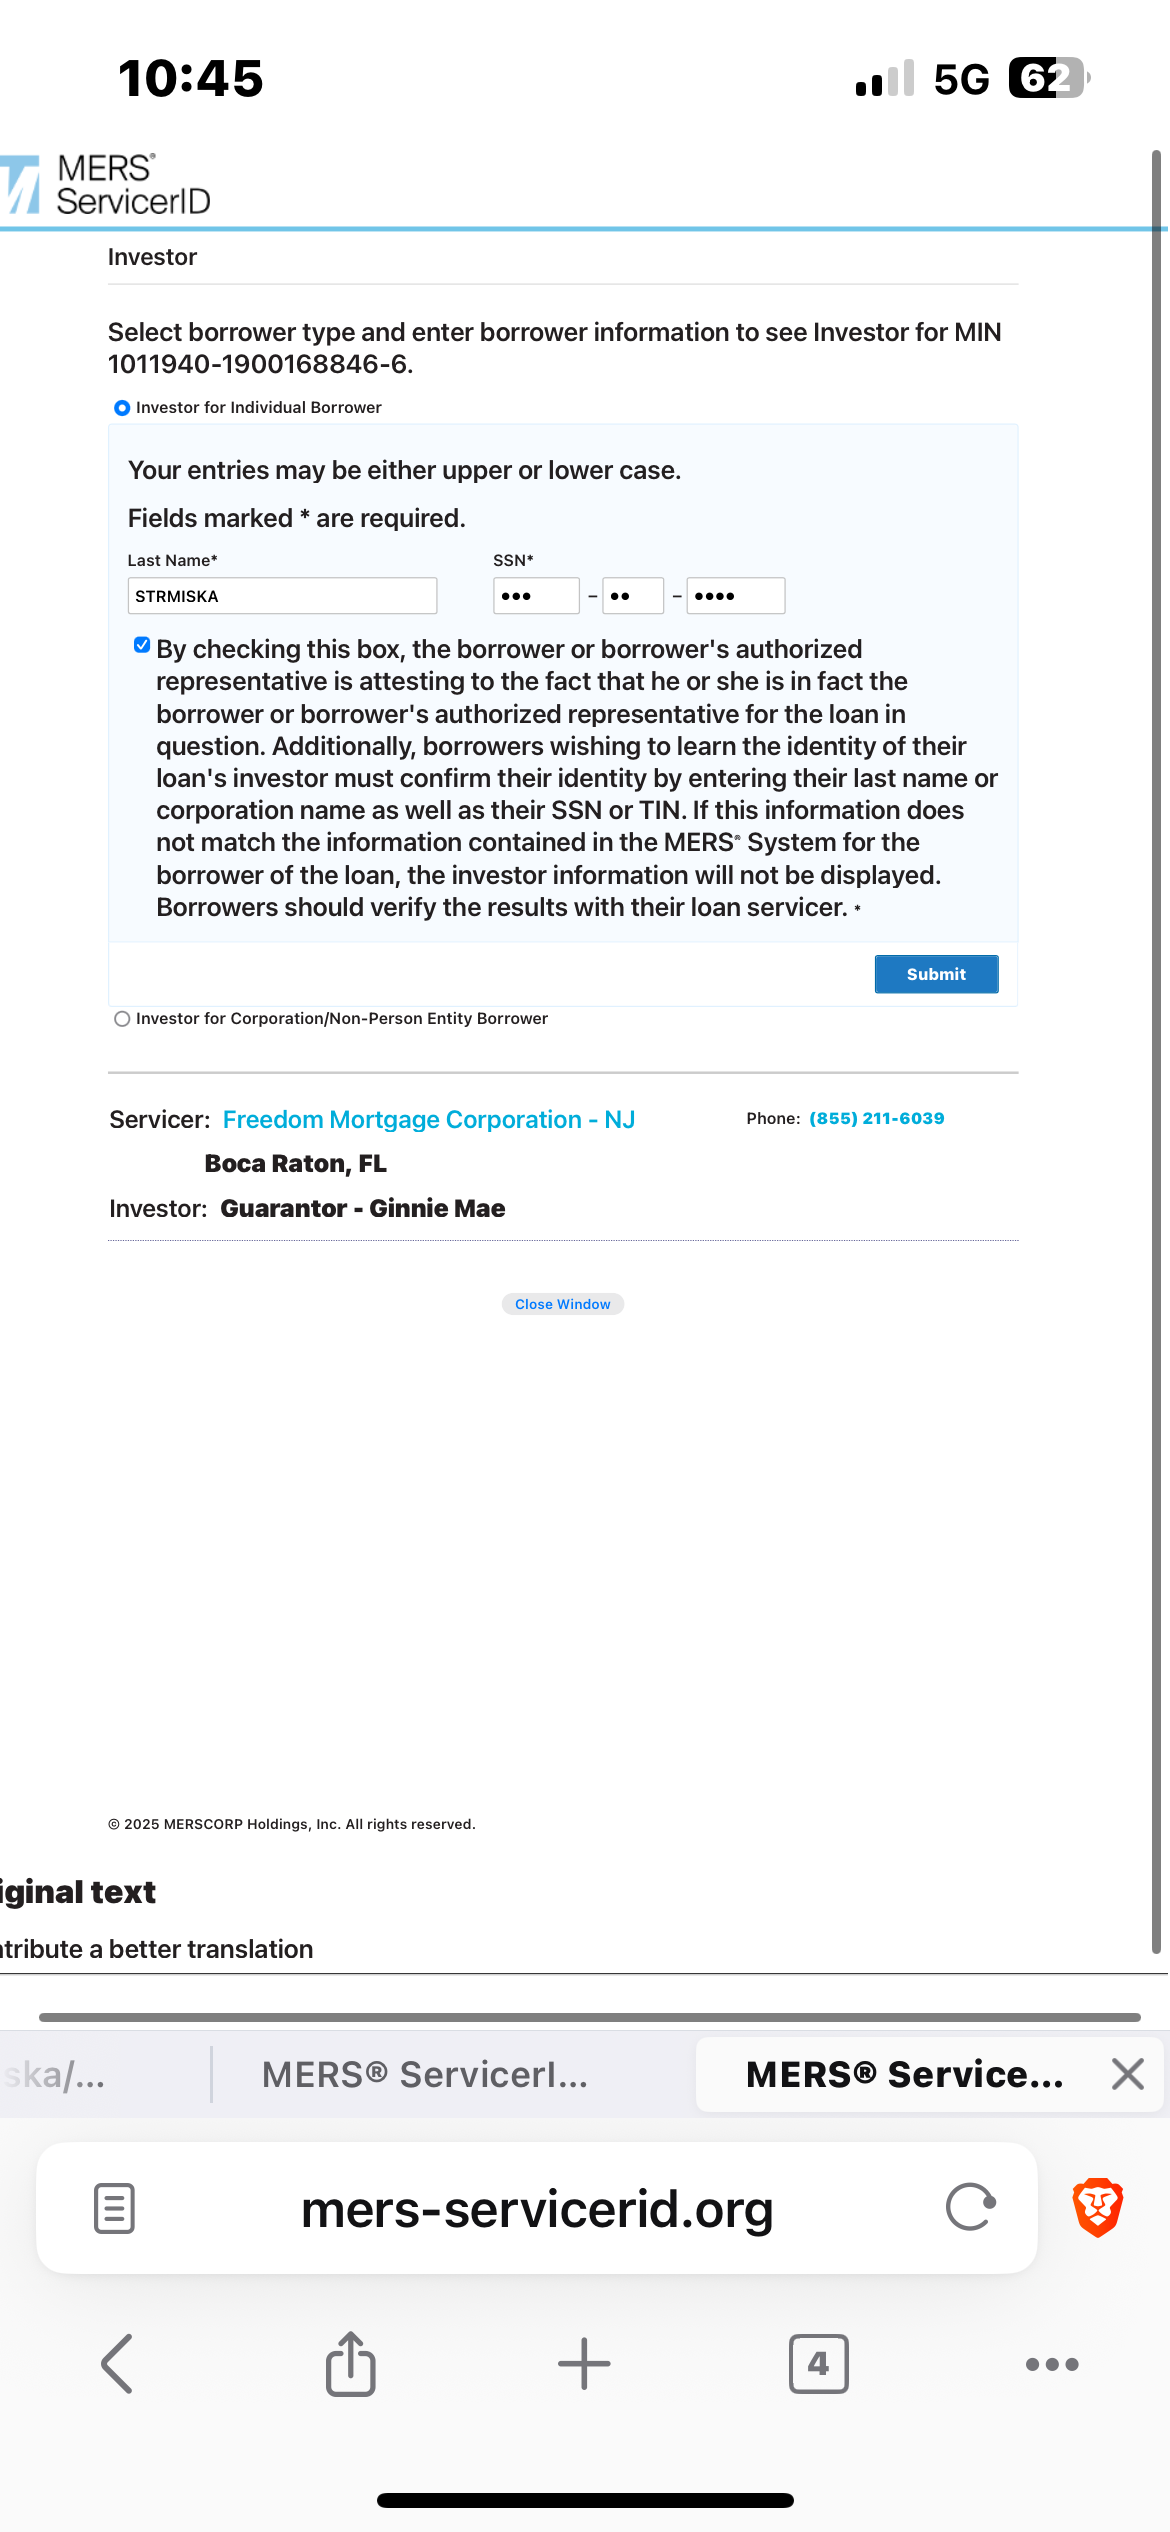 10:45
5G 62
MERS®
ServicerID
Investor
Select borrower type and enter borrower information to see Investor for MIN
1011940-1900168846-6.
Investor for Individual Borrower
Your entries may be either upper or lower case.
Fields marked * are required.
Last Name* SSN*
STRMISKA ••• – •• – ••••
By checking this box, the borrower or borrower's authorized
representative is attesting to the fact that he or she is in fact the
borrower or borrower's authorized representative for the loan in
question. Additionally, borrowers wishing to learn the identity of their
loan's investor must confirm their identity by entering their last name or
corporation name as well as their SSN or TIN. If this information does
not match the information contained in the MERS® System for the
borrower of the loan, the investor information will not be displayed.
Borrowers should verify the results with their loan servicer. *
Submit
Investor for Corporation/Non-Person Entity Borrower
Servicer: Freedom Mortgage Corporation - NJ Phone: (855) 211-6039
Boca Raton, FL
Investor: Guarantor - Ginnie Mae
Close Window
© 2025 MERSCORP Holdings, Inc. All rights reserved.
iginal text
tribute a better translation
ska/... MERS® ServicerI... MERS® Service...
mers-servicerid.org
4